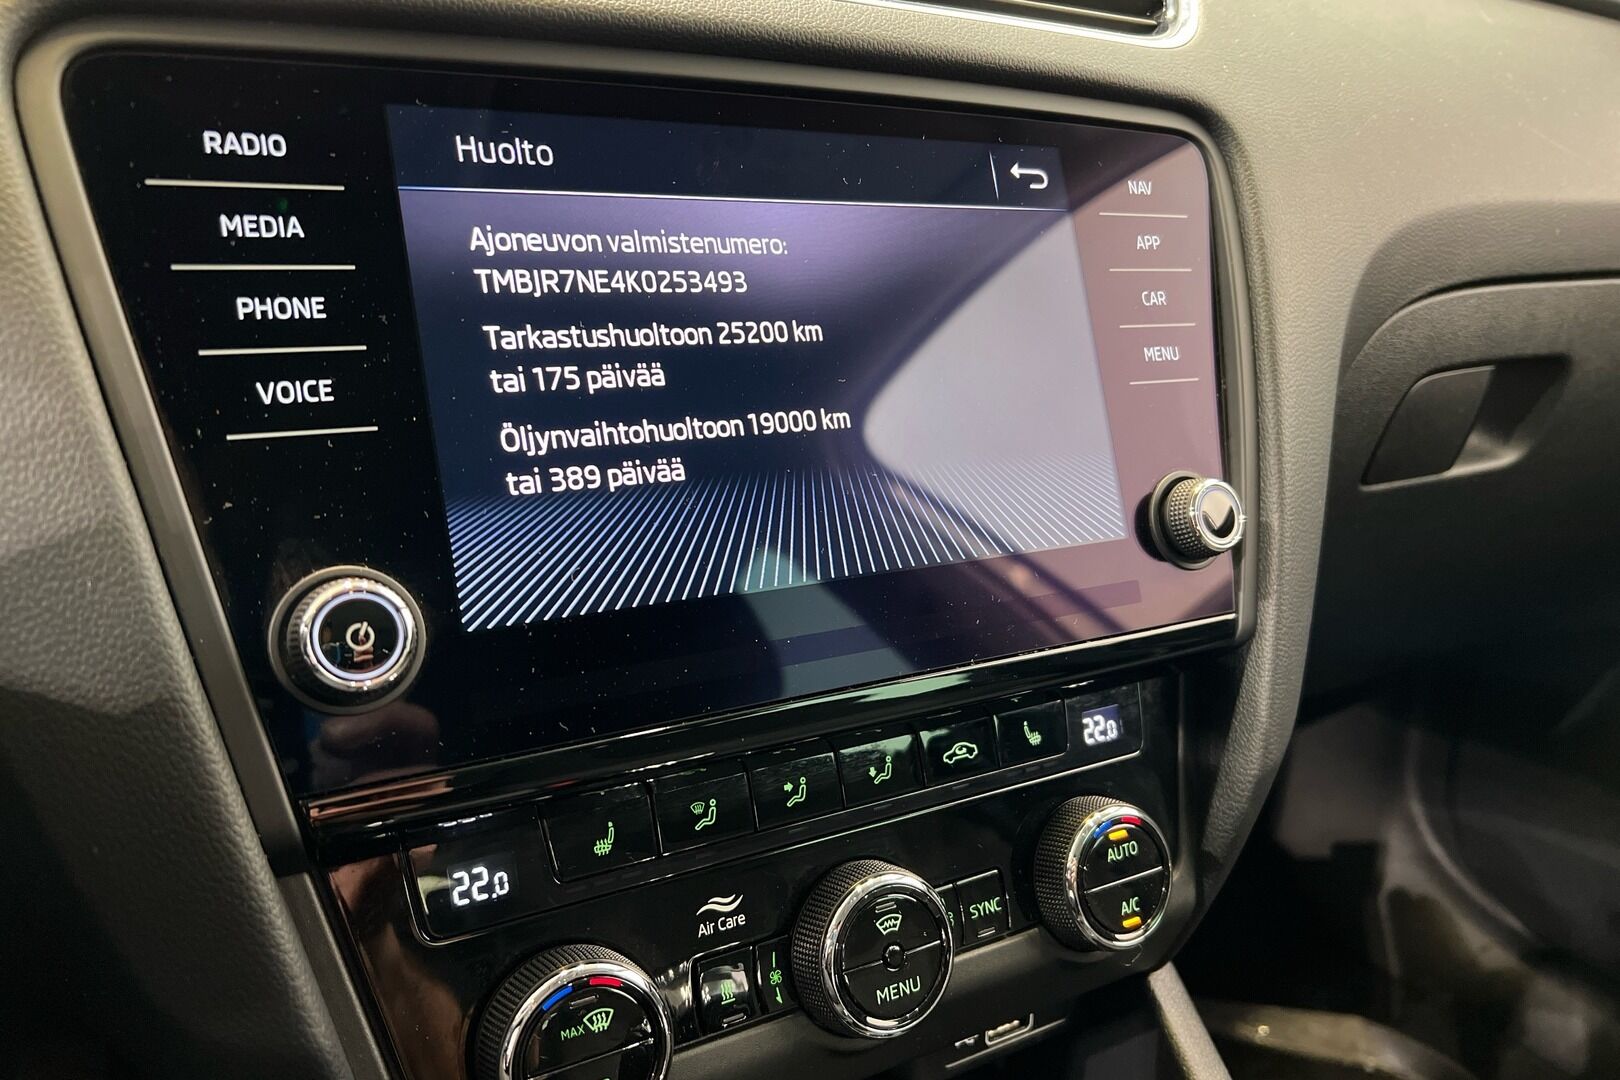 RADIO
MEDIA
PHONE
VOICE
Huolto
Ajoneuvon valmistenumero:
TMBJR7NE4K0253493
Tarkastushuoltoon 25200 km
tai 175 päivää
Öljynvaihtohuoltoon 19000 km
tai 389 päivää
NAV
APP
CAR
MENU
22.0
22.0
Air Care
SYNC
AUTO
A/C
MENU
MAX